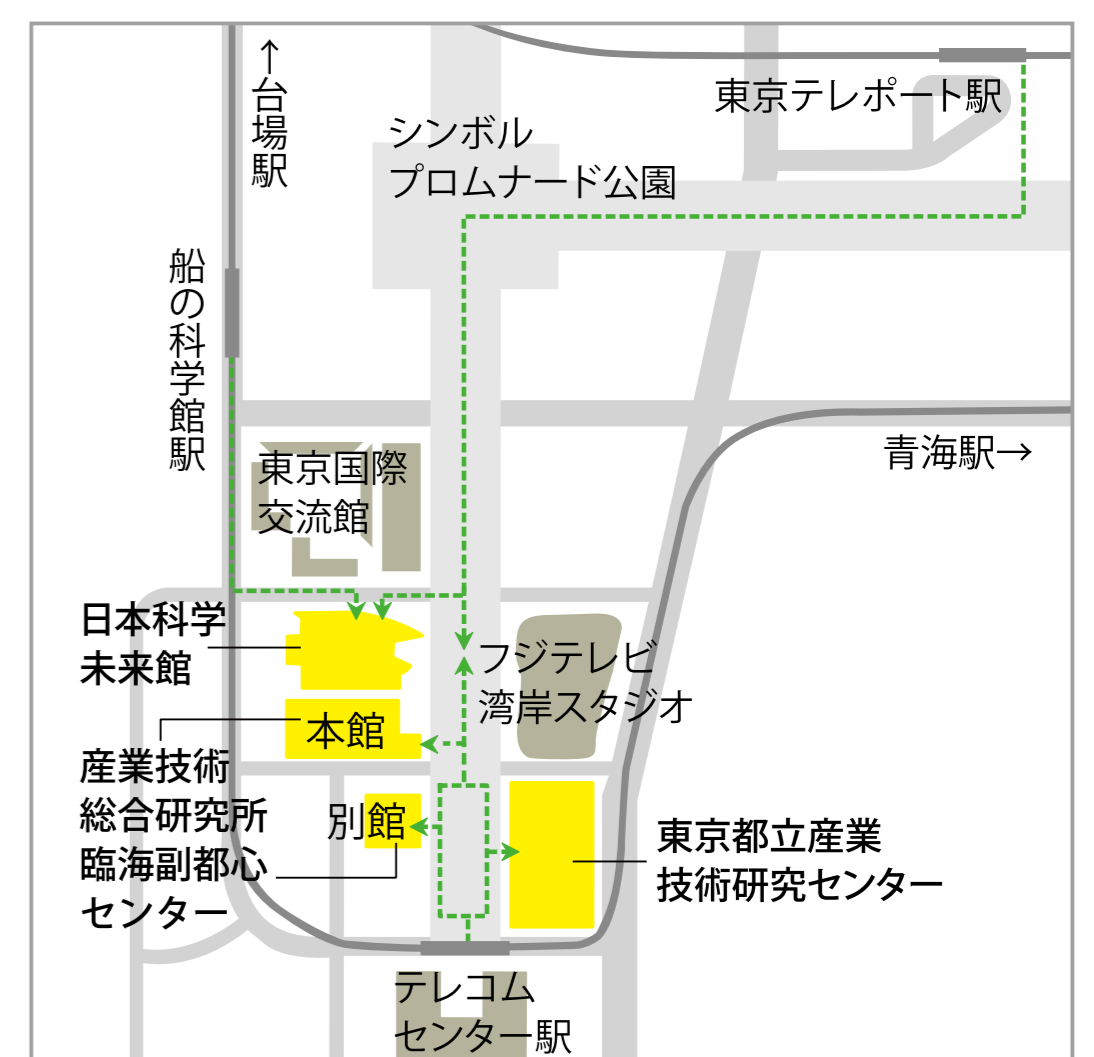 ↑台場駅
東京テレポート駅
シンボル
プロムナード公園
船の科学館駅
青海駅→
東京国際
交流館
日本科学
未来館
フジテレビ
湾岸スタジオ
本館
産業技術
総合研究所
臨海副都心
センター
別館
東京都立産業
技術研究センター
テレコム
センター駅